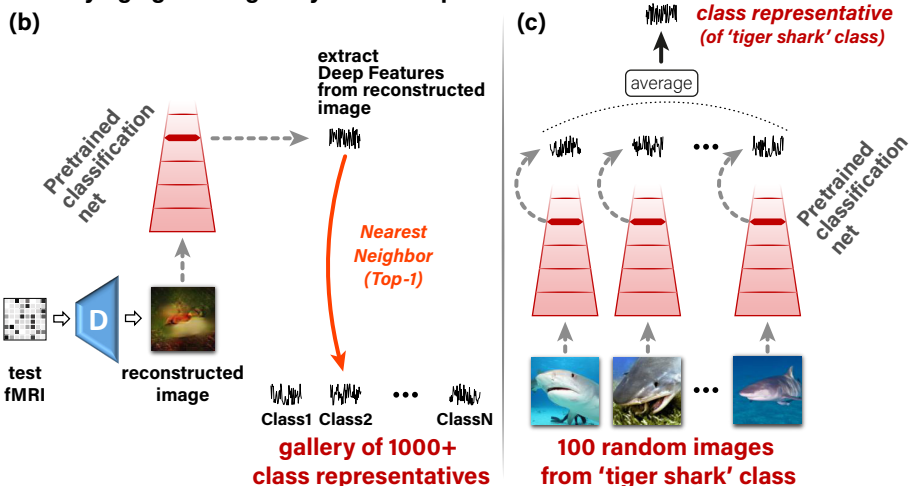 (b)
extract
Deep Features
from reconstructed
image
Pretrained
classification
net
Nearest
Neighbor
(Top-1)
D
test
fMRI
reconstructed
image
Class1 Class2 ••• ClassN
gallery of 1000+
class representatives
(c)
class representative
(of 'tiger shark' class)
average
•••
Pretrained
classification
net
•••
100 random images
from 'tiger shark' class